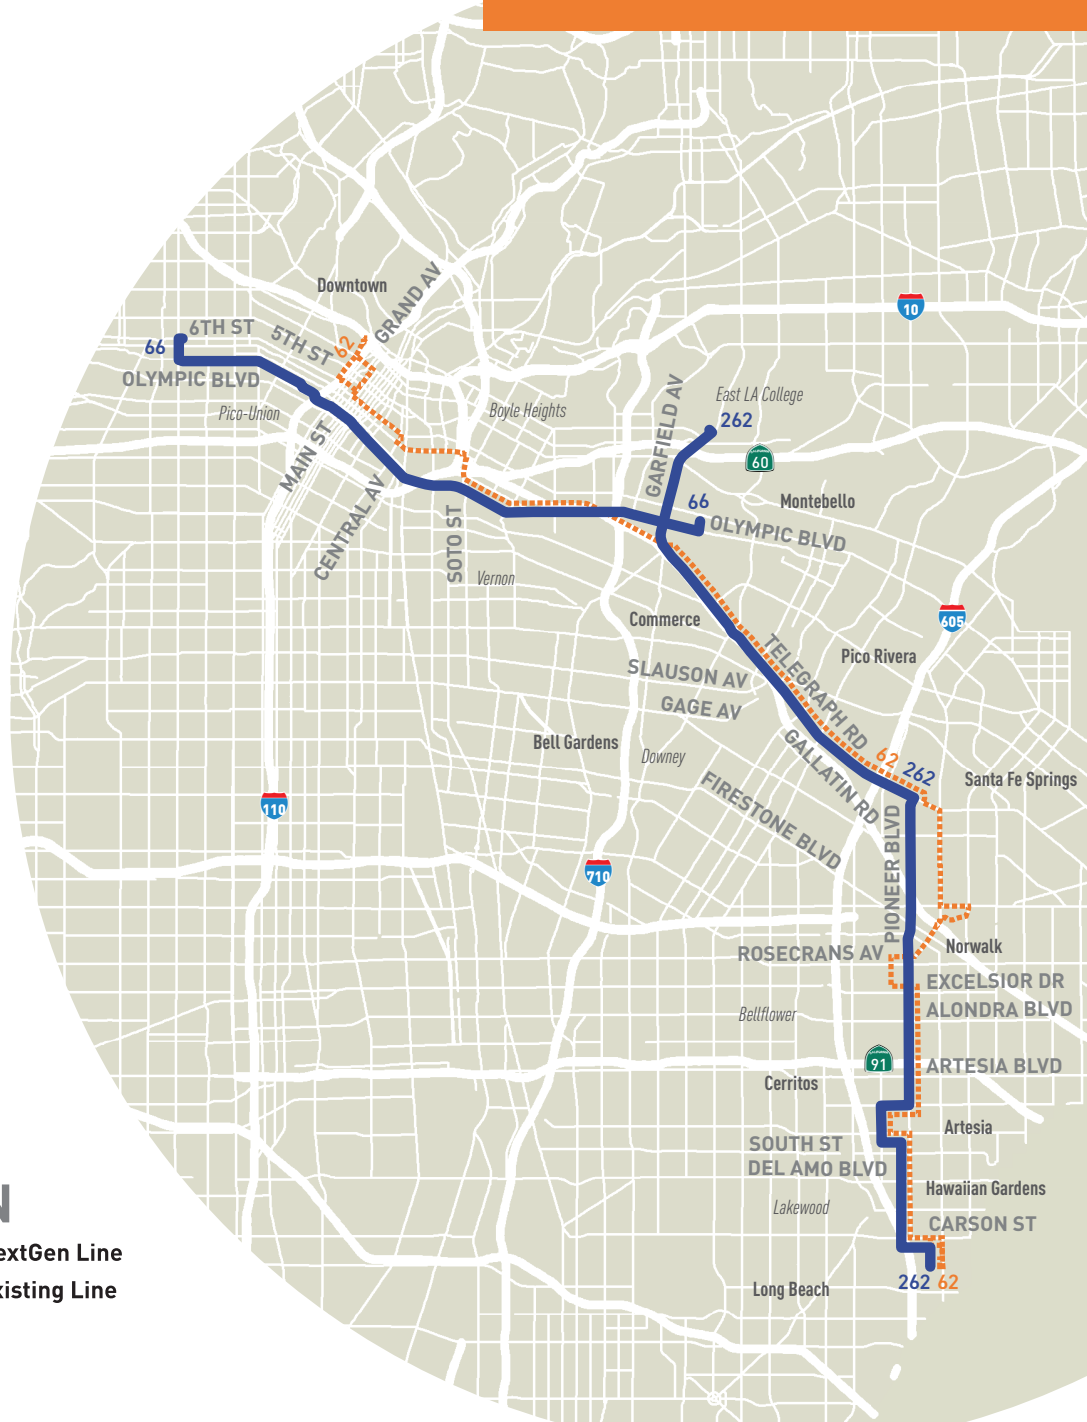 10
Downtown
GRAND AV
6TH ST
5TH ST
62
66
OLYMPIC BLVD
Pico-Union
Boyle Heights
East LA College
262
GARFIELD AV
60
MAIN ST
CENTRAL AV
SOTO ST
66
Montebello
OLYMPIC BLVD
Vernon
Commerce
605
TELEGRAPH RD
Pico Rivera
SLAUSON AV
GAGE AV
Bell Gardens
Downey
GALLATIN RD
62
262
Santa Fe Springs
FIRESTONE BLVD
110
710
PIONEER BLVD
ROSECRANS AV
Norwalk
EXCELSIOR DR
ALONDRA BLVD
Bellflower
91
ARTESIA BLVD
Cerritos
Artesia
SOUTH ST
DEL AMO BLVD
Hawaiian Gardens
Lakewood
CARSON ST
262 62
Long Beach
N
extGen Line
xisting Line